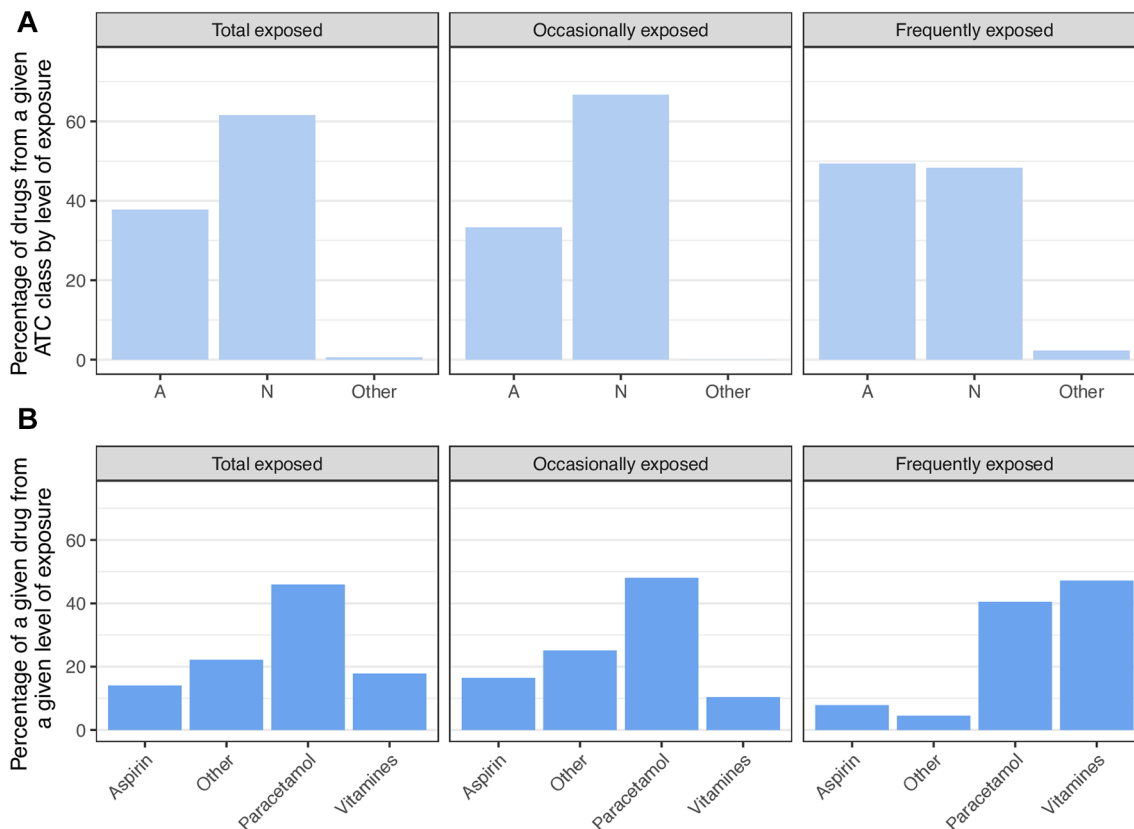 A
Total exposed
Occasionally exposed
Frequently exposed
Percentage of drugs from a given
ATC class by level of exposure
60
40
20
0
A
N
Other
A
N
Other
A
N
Other
B
Total exposed
Occasionally exposed
Frequently exposed
Percentage of a given drug from
a given level of exposure
60
40
20
0
Aspirin
Other
Paracetamol
Vitamines
Aspirin
Other
Paracetamol
Vitamines
Aspirin
Other
Paracetamol
Vitamines